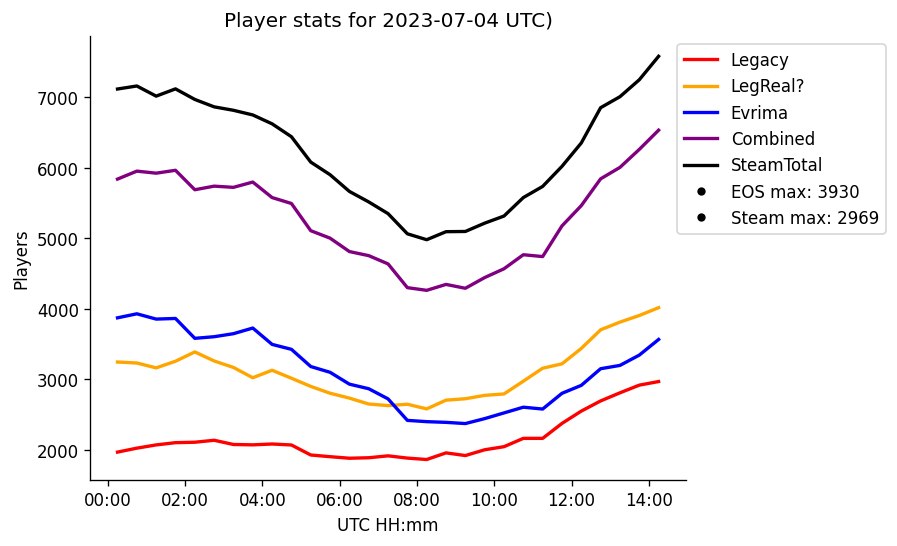 Player stats for 2023-07-04 UTC)
Legacy
LegReal?
Evrima
Combined
SteamTotal
EOS max: 3930
Steam max: 2969
Players
7000
6000
5000
4000
3000
2000
00:00 02:00 04:00 06:00 08:00 10:00 12:00 14:00
UTC HH:mm